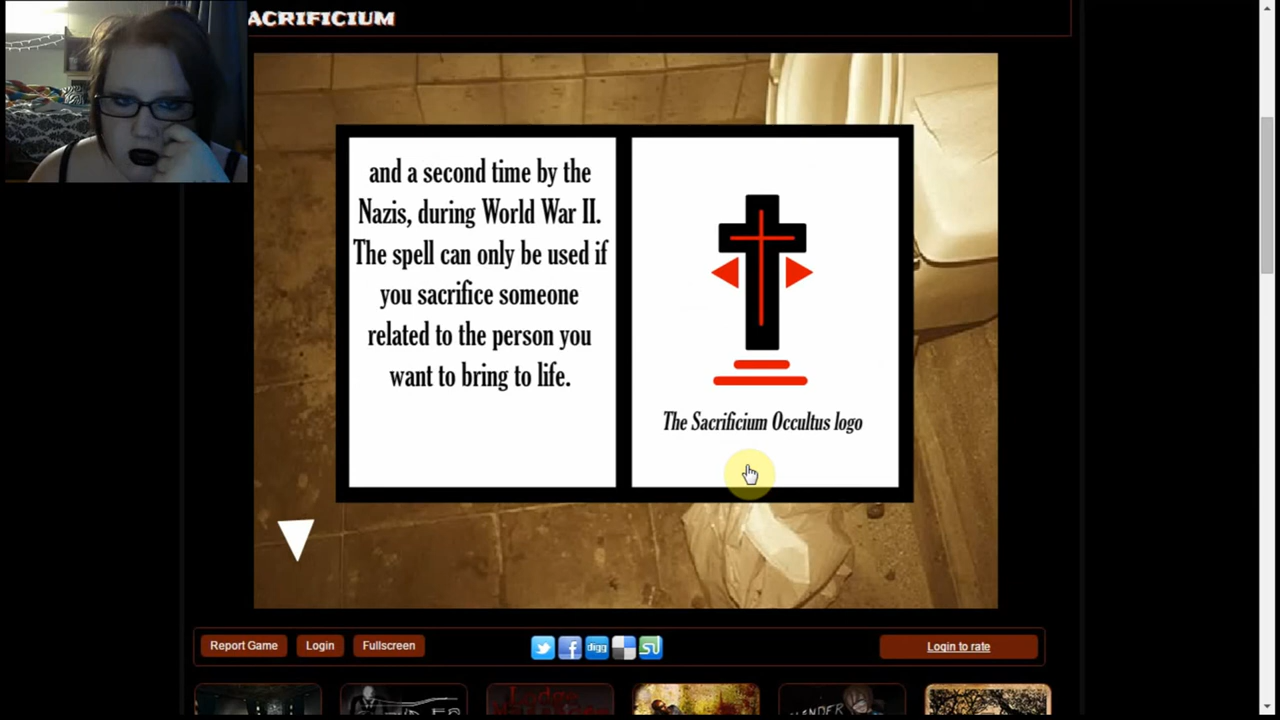 ACRIFICIUM
and a second time by the
Nazis, during World War II.
The spell can only be used if
you sacrifice someone
related to the person you
want to bring to life.
The Sacrificium Occultus logo
Report Game
Login
Fullscreen
digg
Login to rate